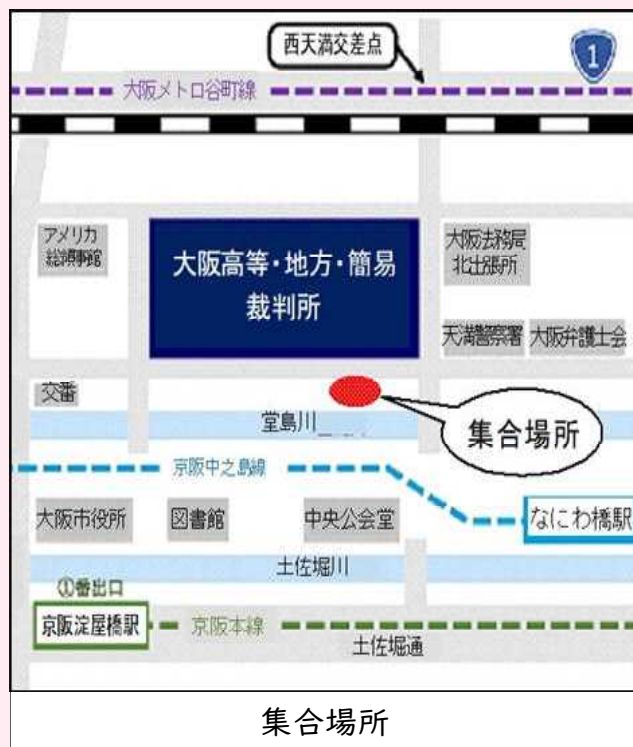 西天満交差点
1
大阪メトロ谷町線
アメリカ
総領事館
大阪高等・地方・簡易
裁判所
大阪法務局
北出張所
天満警察署
大阪弁護士会
交番
堂島川
集合場所
京阪中之島線
大阪市役所
図書館
中央公会堂
なにわ橋駅
土佐堀川
①番出口
京阪淀屋橋駅
京阪本線
土佐堀通
集合場所